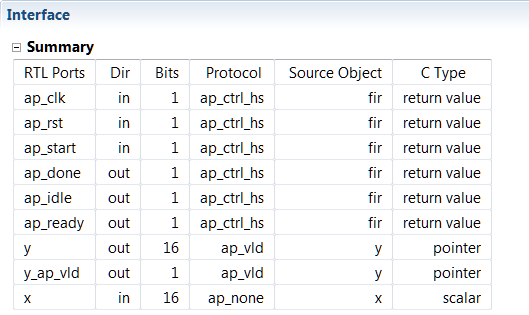 Interface
Summary
RTL Ports Dir Bits Protocol Source Object C Type
ap_clk in 1 ap_ctrl_hs fir return value
ap_rst in 1 ap_ctrl_hs fir return value
ap_start in 1 ap_ctrl_hs fir return value
ap_done out 1 ap_ctrl_hs fir return value
ap_idle out 1 ap_ctrl_hs fir return value
ap_ready out 1 ap_ctrl_hs fir return value
y out 16 ap_vld y pointer
y_ap_vld out 1 ap_vld y pointer
x in 16 ap_none x scalar